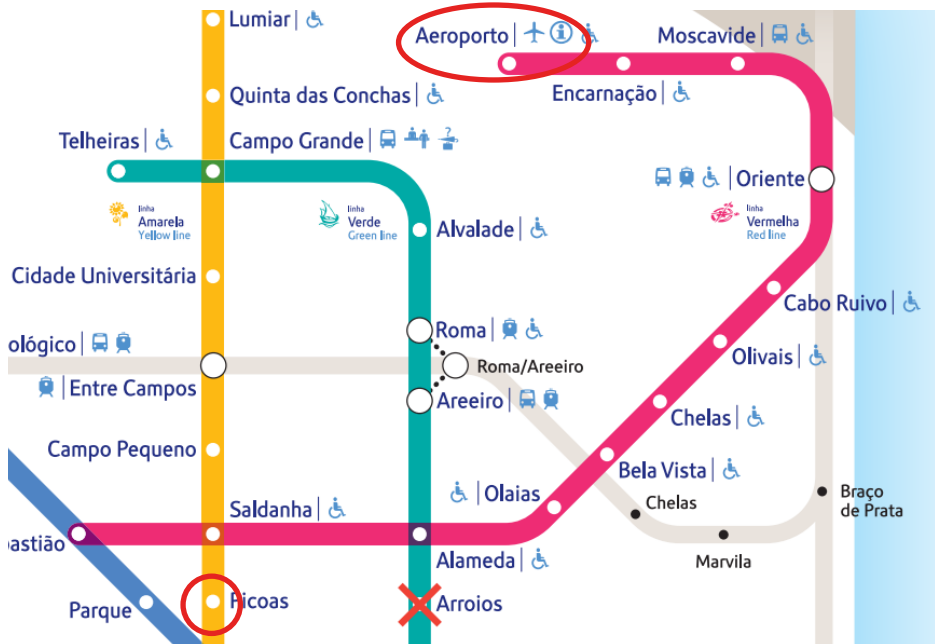 Lumiar
Aeroporto
Moscavide
Quinta das Conchas
Encarnação
Telheiras
Campo Grande
Oriente
linha
Amarela
Yellow line
linha
Verde
Green line
linha
Vermelha
Red line
Alvalade
Cidade Universitária
Cabo Ruivo
Roma
ológico
Olivais
Roma/Areeiro
Entre Campos
Areeiro
Chelas
Campo Pequeno
Bela Vista
Olaias
Chelas
Braço
de Prata
Saldanha
bastião
Alameda
Marvila
Parque
Picoas
Arroios